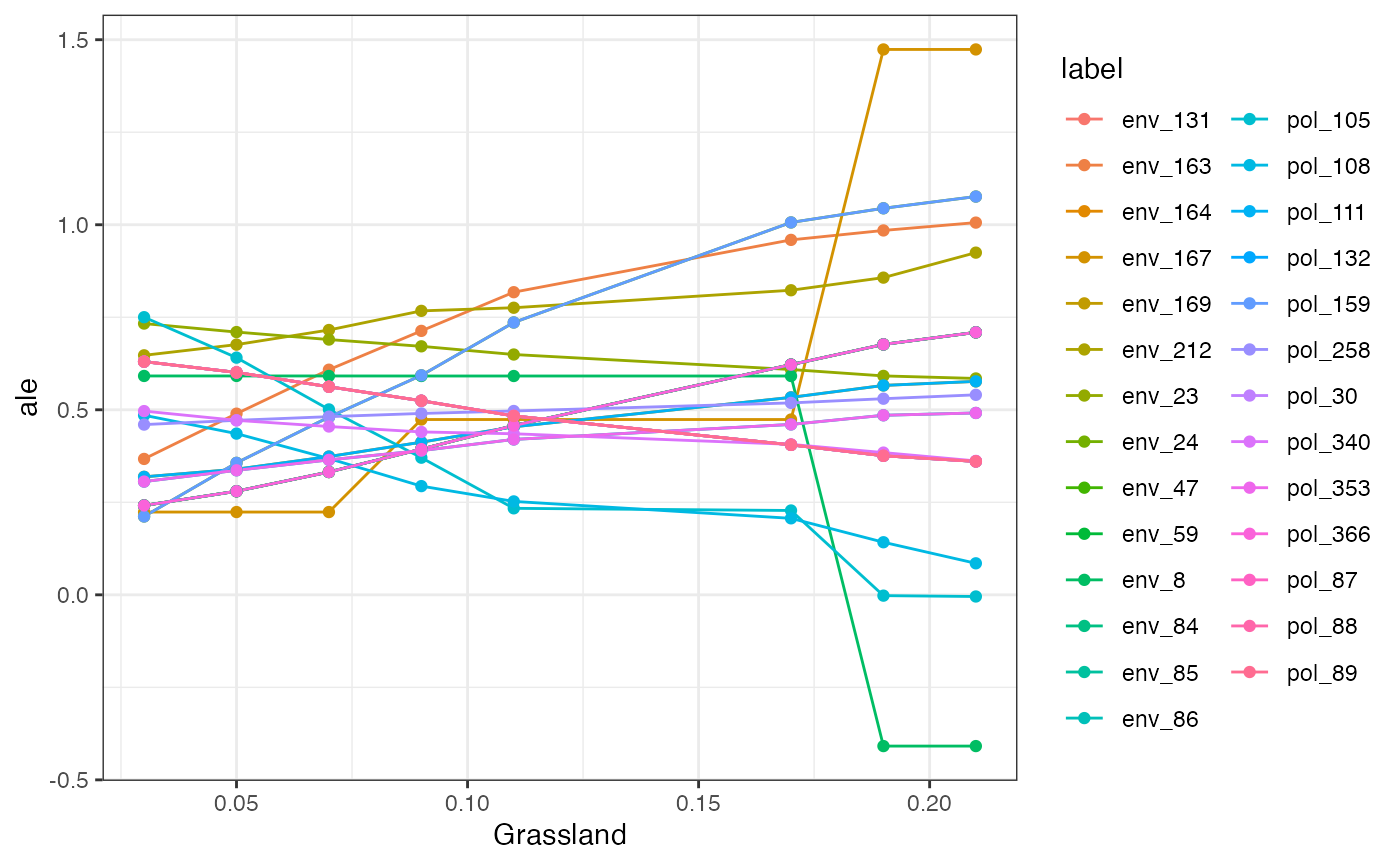 1.5
1.0
0.5
0.0
-0.5
ale
0.05 0.10 0.15 0.20
Grassland
label
env_131 pol_105
env_163 pol_108
env_164 pol_111
env_167 pol_132
env_169 pol_159
env_212 pol_258
env_23 pol_30
env_24 pol_340
env_47 pol_353
env_59 pol_366
env_8 pol_87
env_84 pol_88
env_85 pol_89
env_86